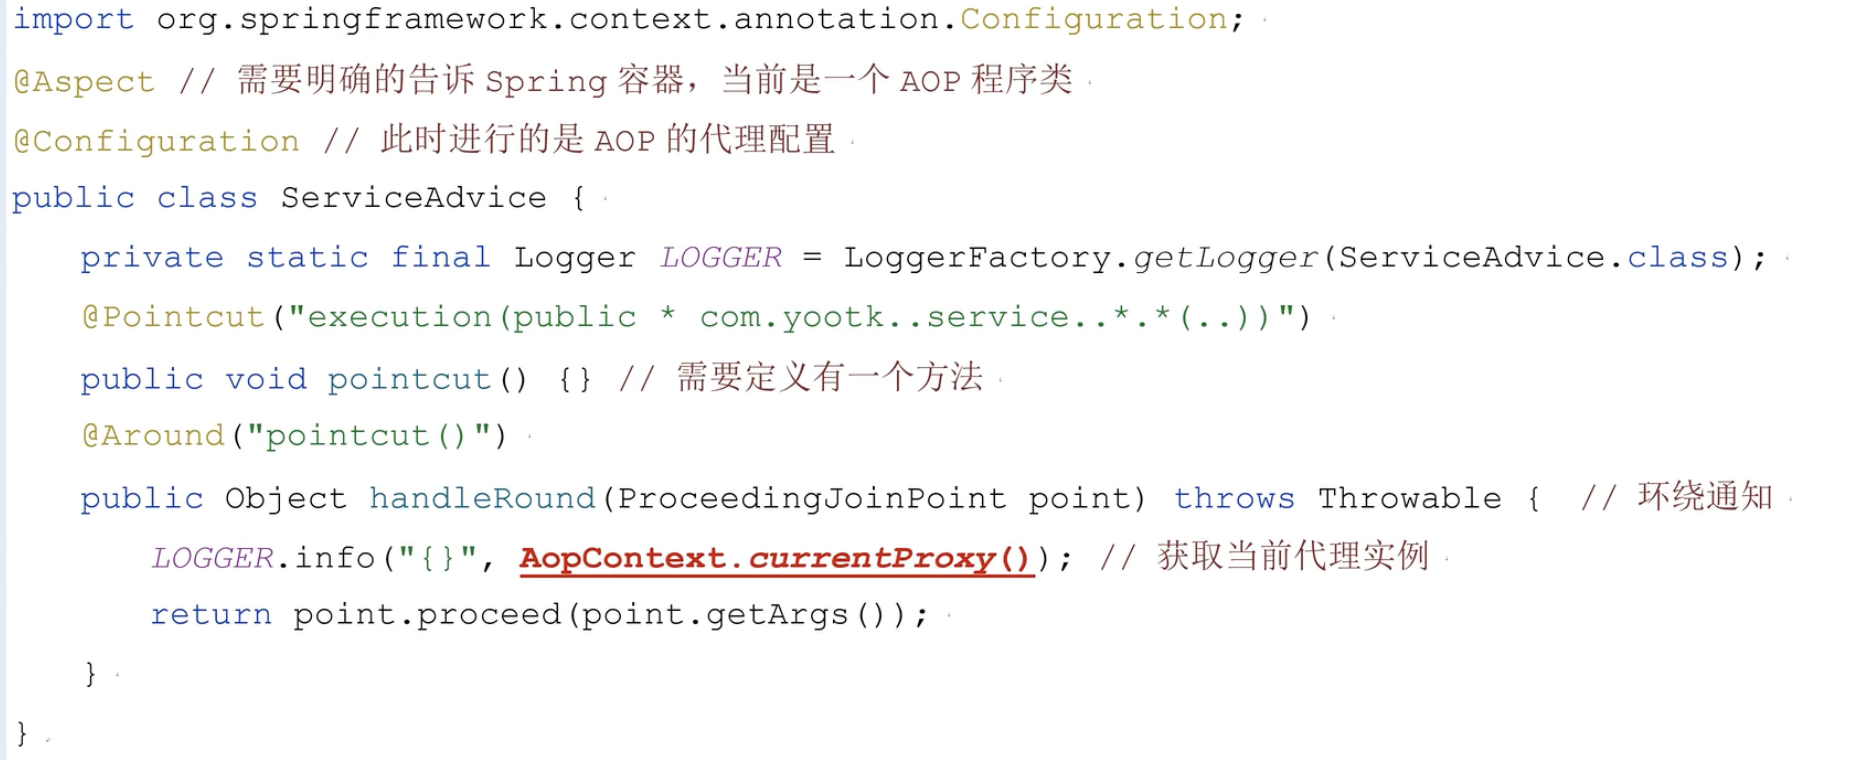 import org.springframework.context.annotation.Configuration;
@Aspect // 需要明确的告诉 Spring 容器，当前是一个 AOP 程序类
@Configuration // 此时进行的是 AOP 的代理配置
public class ServiceAdvice {
    private static final Logger LOGGER = LoggerFactory.getLogger(ServiceAdvice.class);
    @Pointcut("execution(public * com.yootk..service..*.*(..))")
    public void pointcut() {} // 需要定义有一个方法
    @Around("pointcut()")
    public Object handleRound(ProceedingJoinPoint point) throws Throwable {  // 环绕通知
        LOGGER.info("{}", AopContext.currentProxy()); // 获取当前代理实例
        return point.proceed(point.getArgs());
    }
}